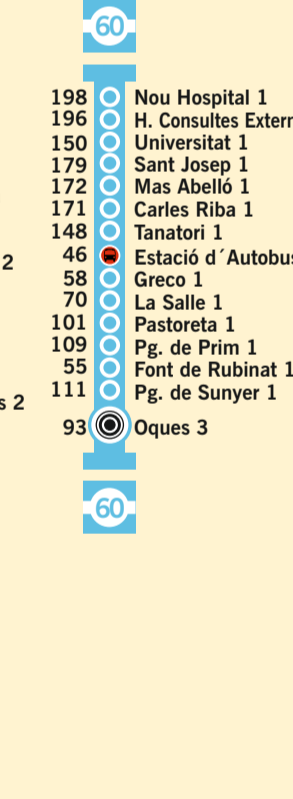 60
198 Nou Hospital 1
196 H. Consultes Extern
150 Universitat 1
179 Sant Josep 1
172 Mas Abelló 1
171 Carles Riba 1
148 Tanatori 1
46 Estació d´Autobus
2
58 Greco 1
70 La Salle 1
101 Pastoreta 1
109 Pg. de Prim 1
55 Font de Rubinat 1
111 Pg. de Sunyer 1
s 2
93 Oques 3
60